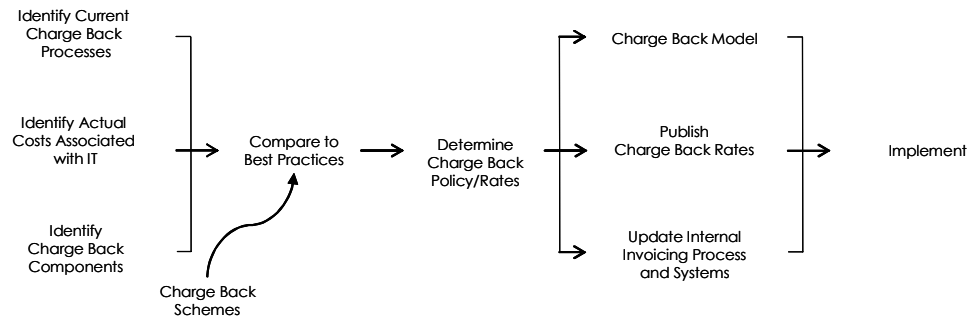 Identify Current
Charge Back
Processes
Identify Actual
Costs Associated
with IT
Identify
Charge Back
Components
Charge Back
Schemes
Compare to
Best Practices
Determine
Charge Back
Policy/Rates
Charge Back Model
Publish
Charge Back Rates
Update Internal
Invoicing Process
and Systems
Implement